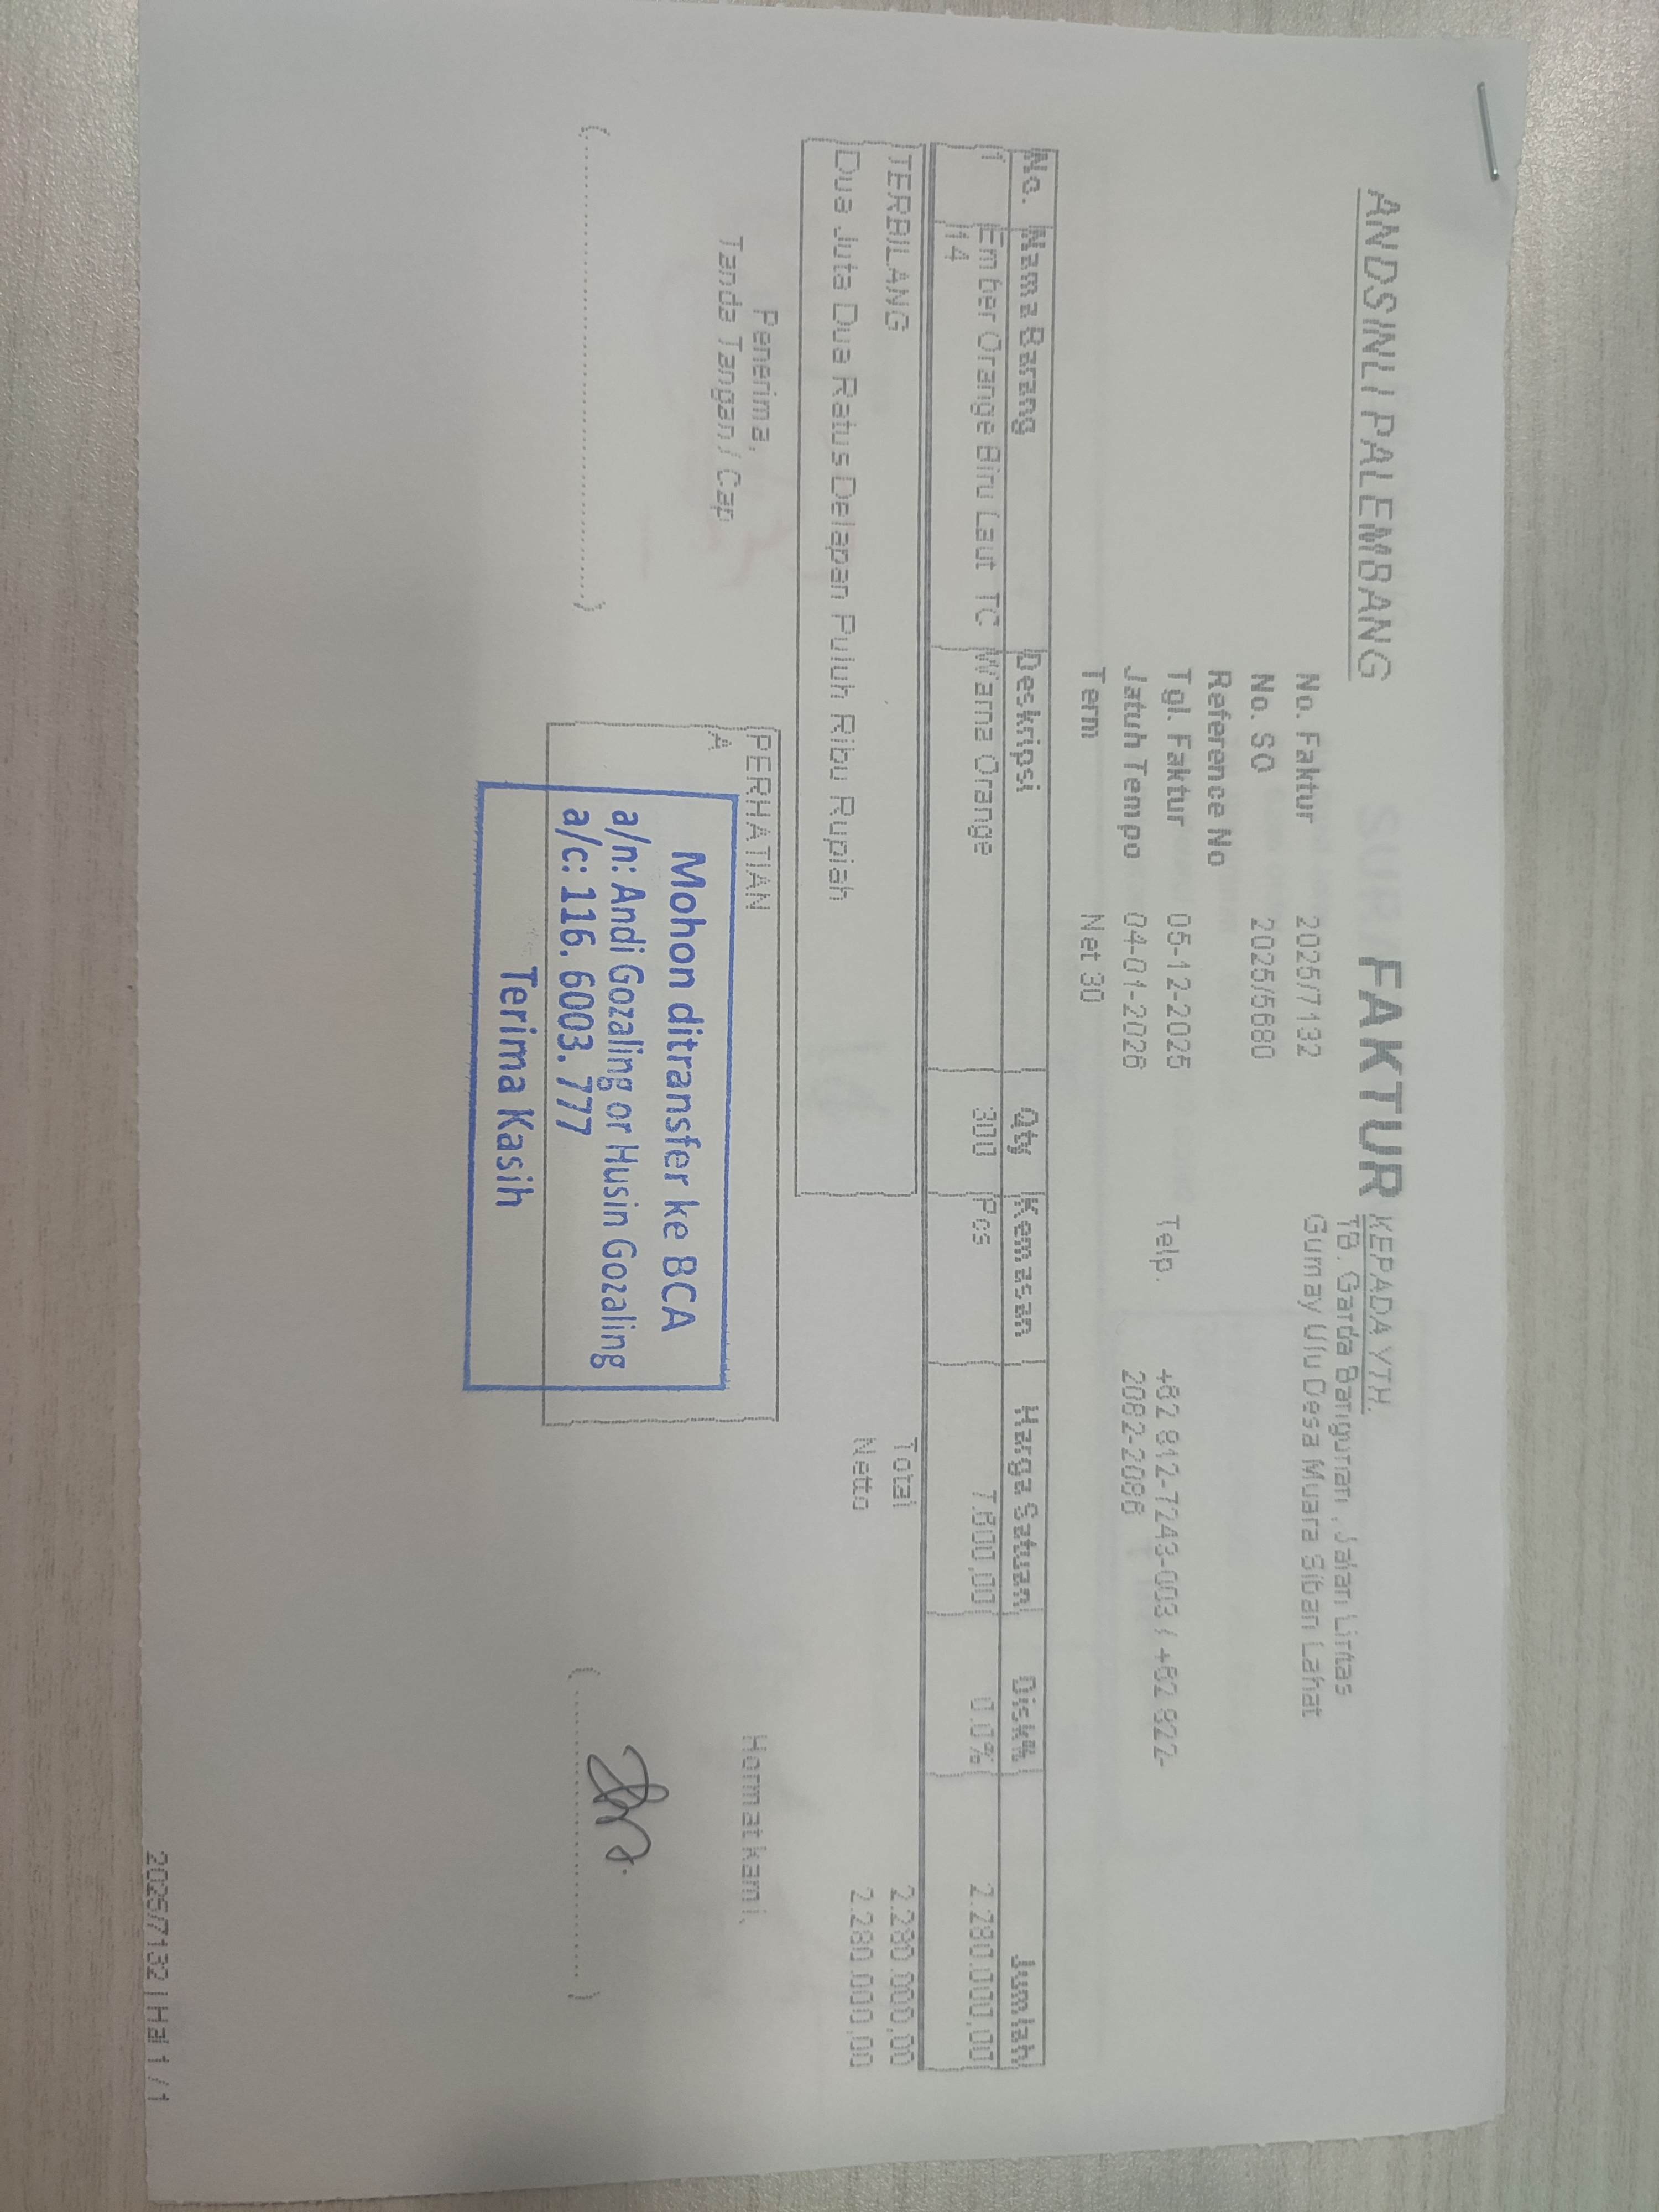 ANDSINLI PALEMBANG
FAKTUR
KEPADA YTH.
TB. Garda Bangunan , Jalan Lintas
Gumay Ulu Desa Muara Siban Lahat
No. Faktur 2025/7132
No. SO 2025/5680
Reference No
Tgl. Faktur 05-12-2025
Telp. +62 812-7243-003 / +62 822-
2082-2086
Jatuh Tempo 04-01-2026
Term Net 30
No. Nama Barang Deskripsi Qty Kemasan Harga Satuan Disk% Jumlah
1 Ember Orange Biru Laut TC Warna Orange 300 Pcs 7.600,00 0.0% 2.280.000,00
14
TERBILANG
Dua Juta Dua Ratus Delapan Puluh Ribu Rupiah
Total 2.280.000,00
Netto 2.280.000,00
Penerima,
Tanda Tangan / Cap
PERHATIAN
A
Mohon ditransfer ke BCA
a/n: Andi Gozaling or Husin Gozaling
a/c: 116. 6003. 777
Terima Kasih
Hormat kami,
2025/7132 | Hal 1 / 1